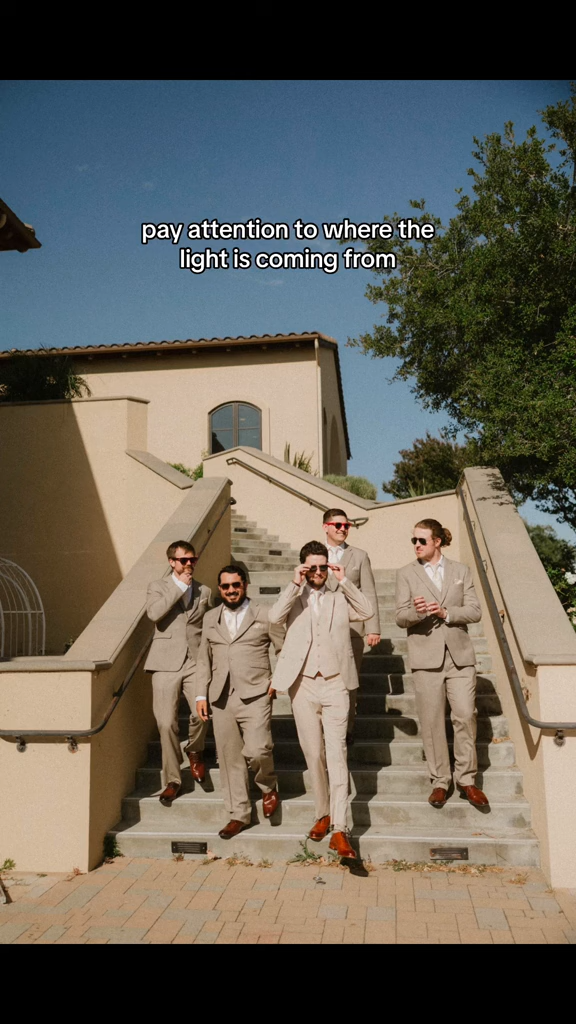 pay attention to where the
light is coming from